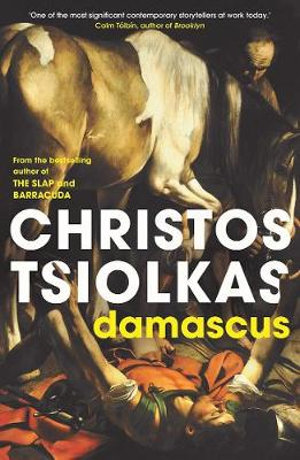 'One of the most significant contemporary storytellers at work today.'
Colm Tóibín, author of Brooklyn
From the bestselling
author of
THE SLAP and
BARRACUDA
CHRISTOS
TSIOLKAS
damascus